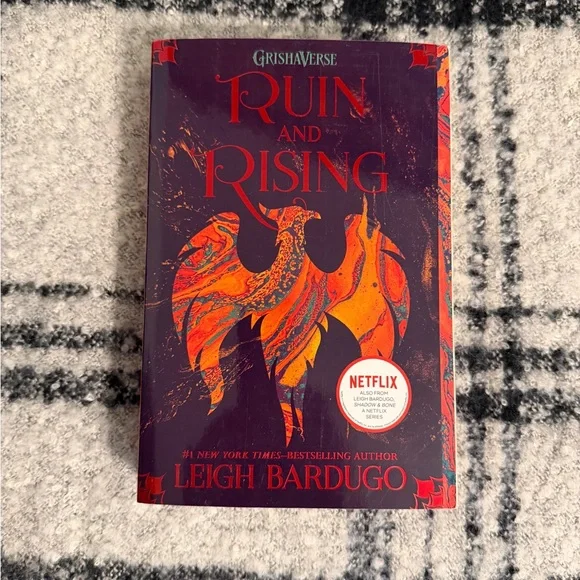 GRISHAVERSE
RUIN
AND
RISING
NETFLIX
ALSO FROM
LEIGH BARDUGO,
SHADOW & BONE
A NETFLIX
SERIES
#1 NEW YORK TIMES–BESTSELLING AUTHOR
LEIGH BARDUGO